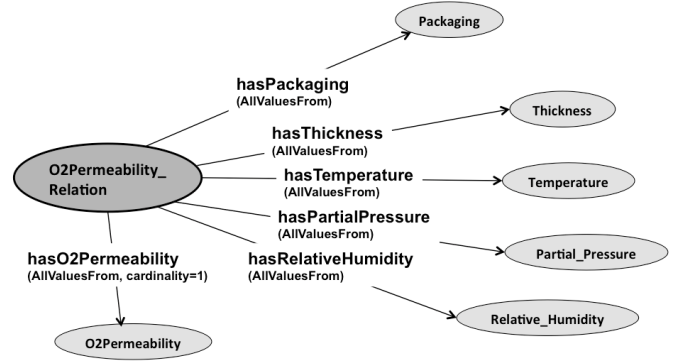 Packaging
hasPackaging
(AllValuesFrom)
Thickness
hasThickness
(AllValuesFrom)
O2Permeability_
Relation
hasTemperature
(AllValuesFrom)
Temperature
hasPartialPressure
(AllValuesFrom)
Partial_Pressure
hasO2Permeability
(AllValuesFrom, cardinality=1)
hasRelativeHumidity
(AllValuesFrom)
Relative_Humidity
O2Permeability